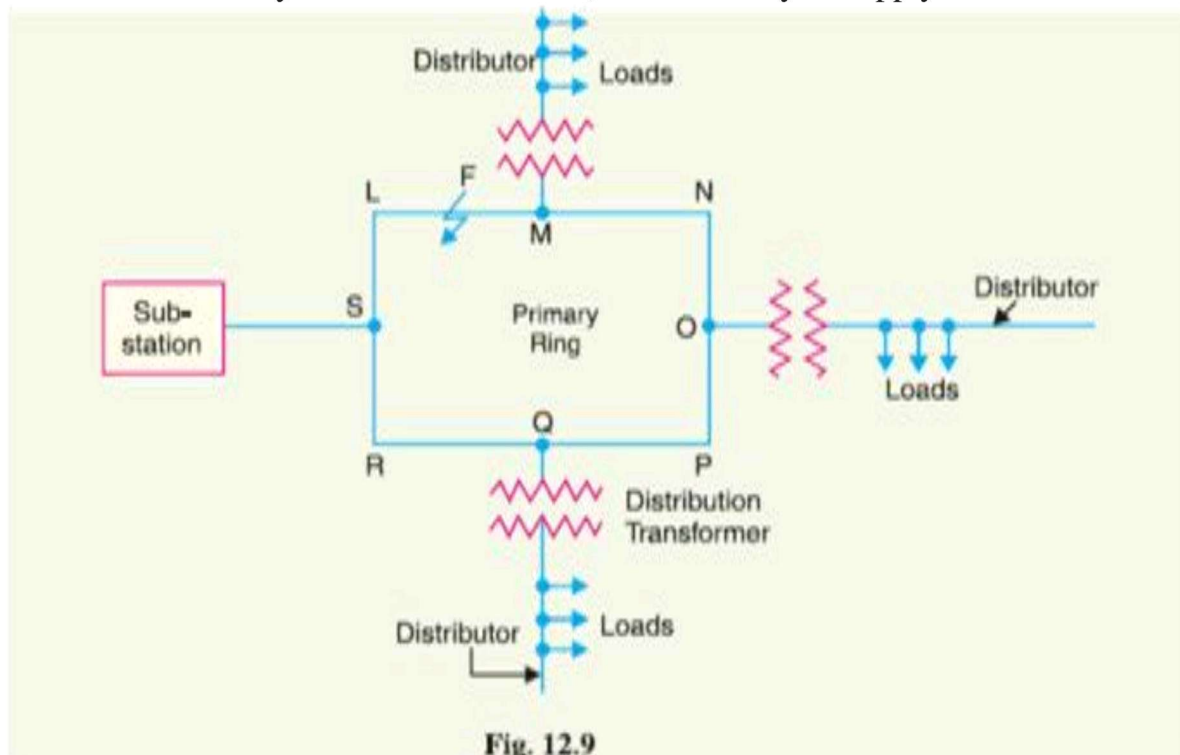 Distributor
Loads
F
L
N
M
Sub-
station
S
Primary
Ring
O
Distributor
Loads
Q
R
P
Distribution
Transformer
Distributor
Loads
Fig. 12.9